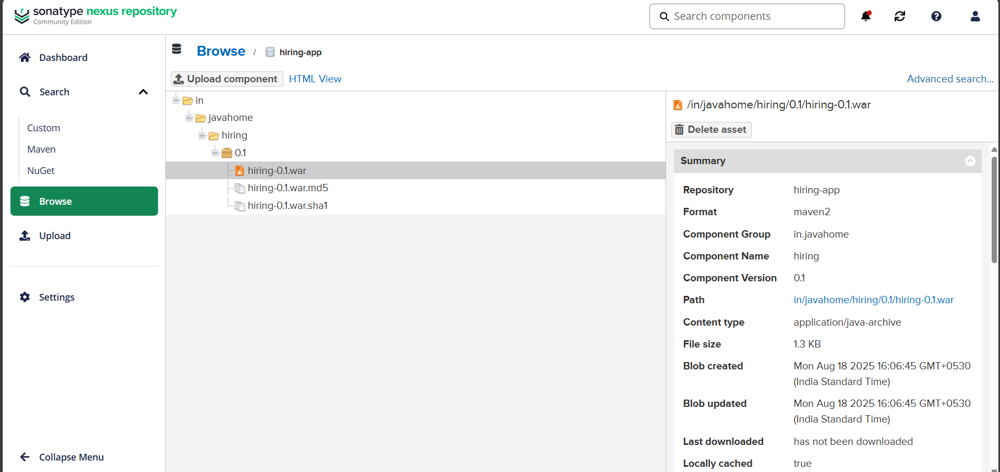 sonatype nexus repository
Community Edition
Search components
Dashboard
Search
Custom
Maven
NuGet
Browse
Upload
Settings
Collapse Menu
Browse / hiring-app
Upload component HTML View Advanced search...
in
javahome
hiring
0.1
hiring-0.1.war
hiring-0.1.war.md5
hiring-0.1.war.sha1
/in/javahome/hiring/0.1/hiring-0.1.war
Delete asset
Summary
Repository hiring-app
Format maven2
Component Group in.javahome
Component Name hiring
Component Version 0.1
Path in/javahome/hiring/0.1/hiring-0.1.war
Content type application/java-archive
File size 1.3 KB
Blob created Mon Aug 18 2025 16:06:45 GMT+0530
(India Standard Time)
Blob updated Mon Aug 18 2025 16:06:45 GMT+0530
(India Standard Time)
Last downloaded has not been downloaded
Locally cached true